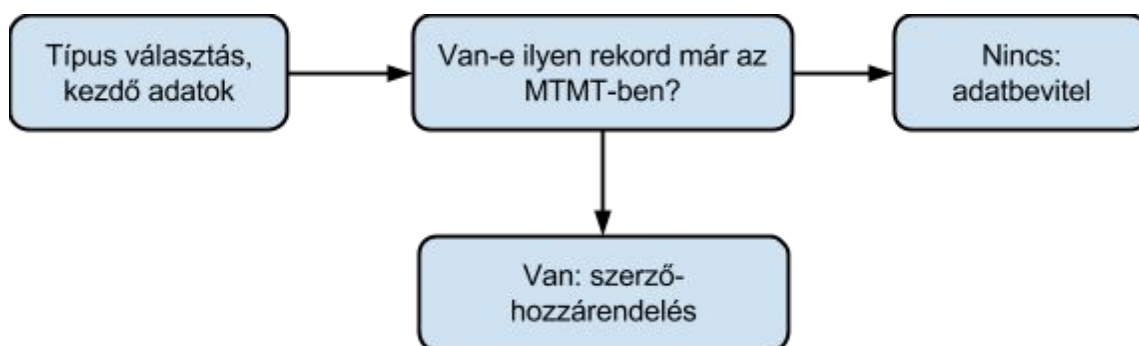 Típus választás,
kezdő adatok
Van-e ilyen rekord már az
MTMT-ben?
Nincs:
adatbevitel
Van: szerző-
hozzárendelés